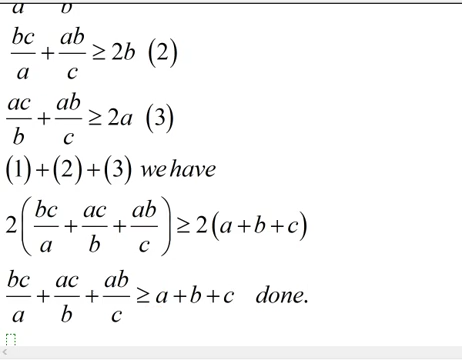 a b
bc/a + ab/c ≥ 2b (2)
ac/b + ab/c ≥ 2a (3)
(1)+(2)+(3) we have
2(bc/a + ac/b + ab/c) ≥ 2(a+b+c)
bc/a + ac/b + ab/c ≥ a+b+c done.